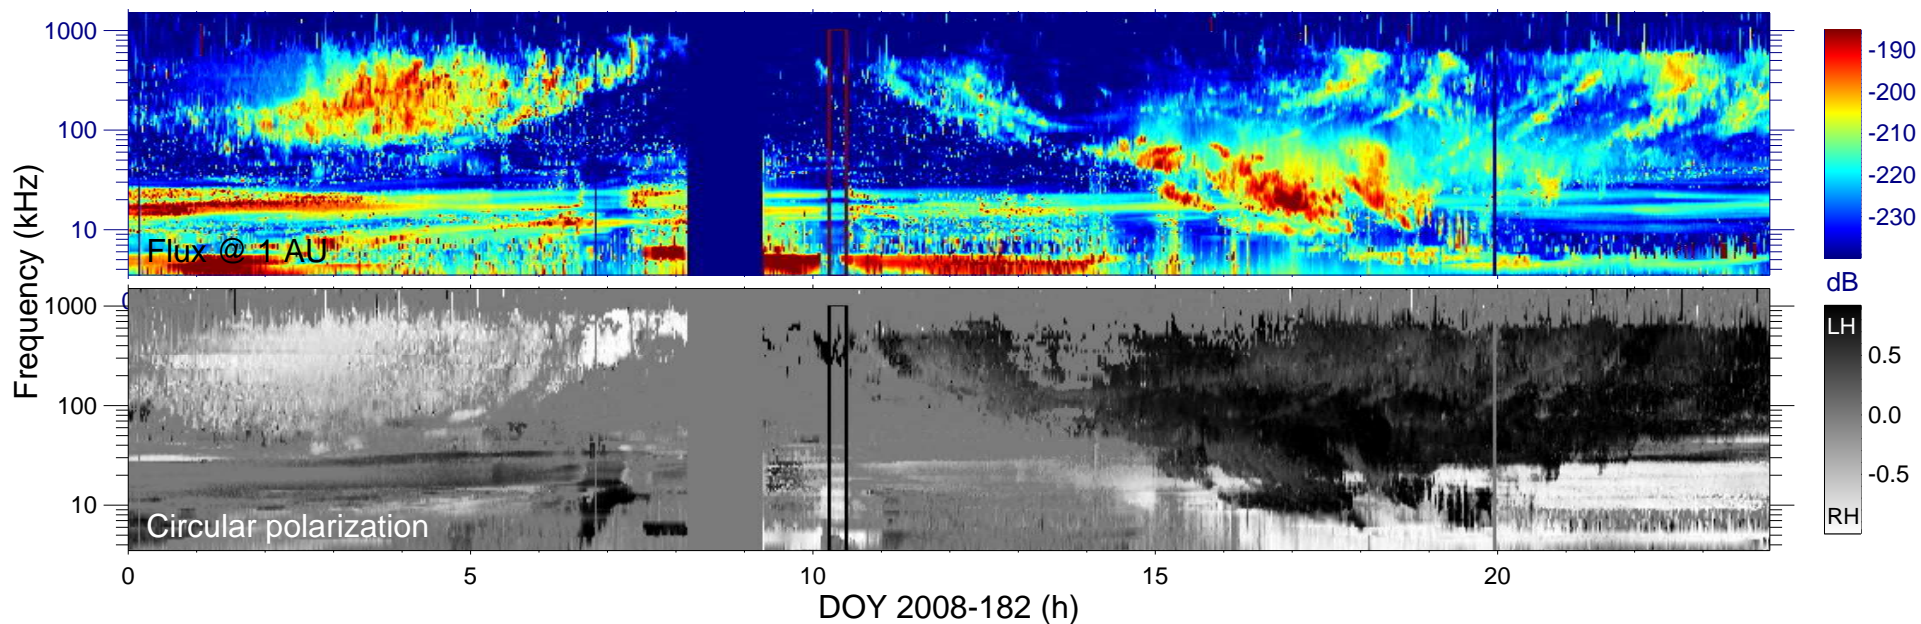 1000
100
10
Flux @ 1 AU
-190
-200
-210
-220
-230
dB
0
Frequency (kHz)
1000
100
10
Circular polarization
LH
0.5
0.0
-0.5
RH
0 5 10 15 20
DOY 2008-182 (h)